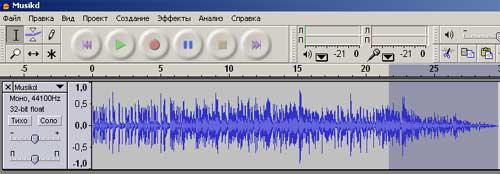 Musikd
Файл Правка Вид Проект Создание Эффекты Анализ Справка
Л -21 0 Л -21 0
П П
-5 0 5 10 15 20 25
X Musikd
Моно, 44100Hz
32-bit float
Тихо Соло
- +
Л П
1,0
0,5
0,0
-0,5
-1,0